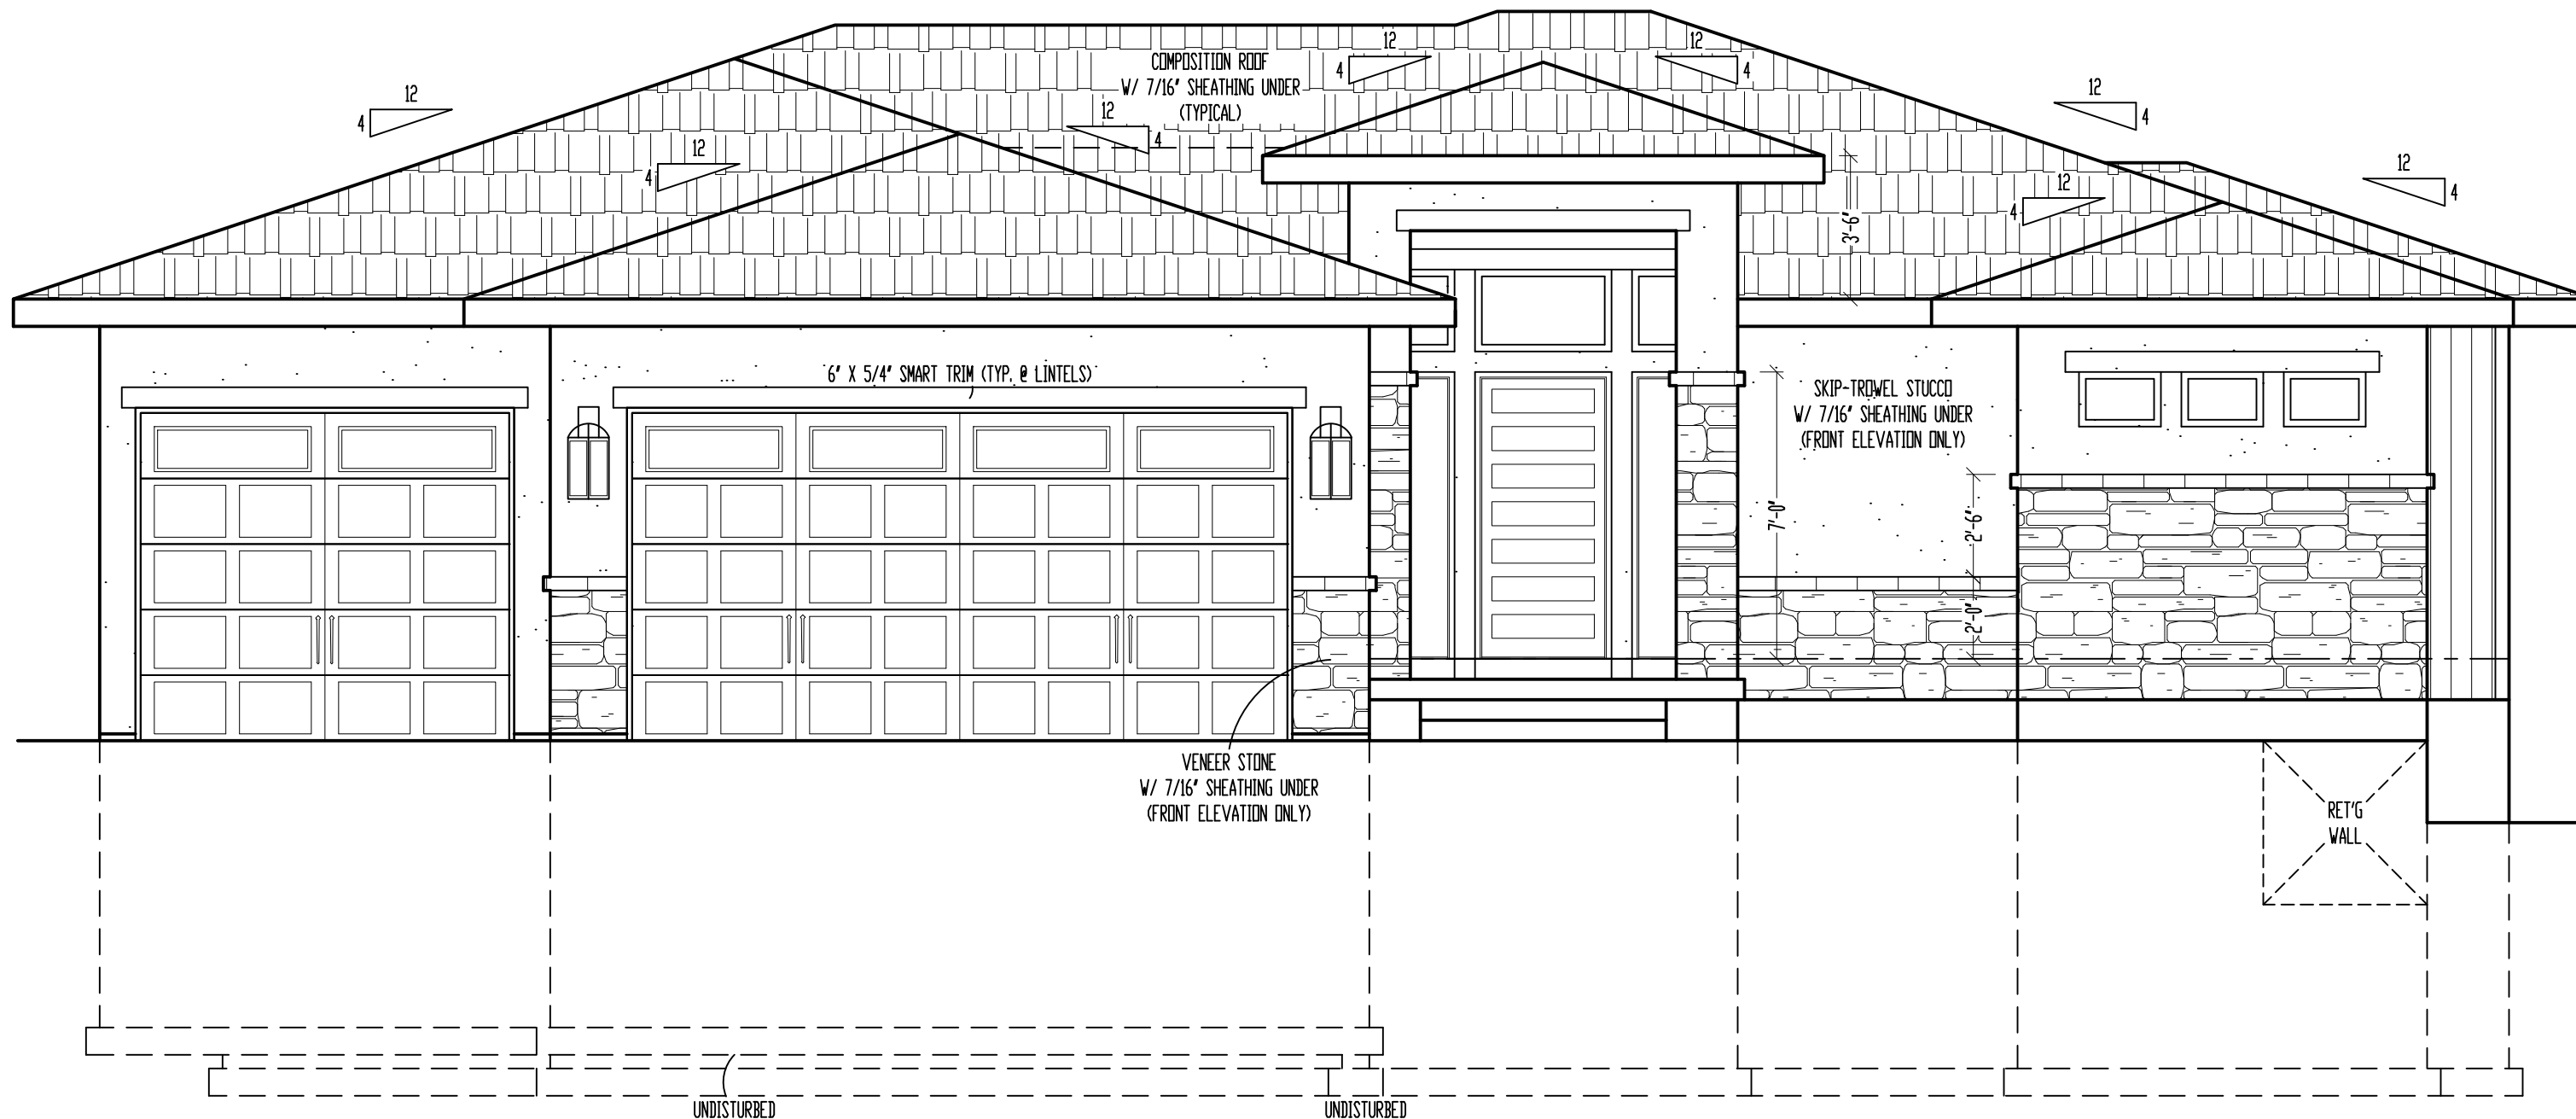 12
4
12
4
COMPOSITION ROOF
W/ 7/16" SHEATHING UNDER
(TYPICAL)
12
4
12
4
12
4
12
4
12
4
12
4
3'-6"
6" X 5/4" SMART TRIM (TYP. @ LINTELS)
SKIP-TROWEL STUCCO
W/ 7/16" SHEATHING UNDER
(FRONT ELEVATION ONLY)
7'-0"
2'-6"
2'-0"
VENEER STONE
W/ 7/16" SHEATHING UNDER
(FRONT ELEVATION ONLY)
RET'G
WALL
UNDISTURBED
UNDISTURBED